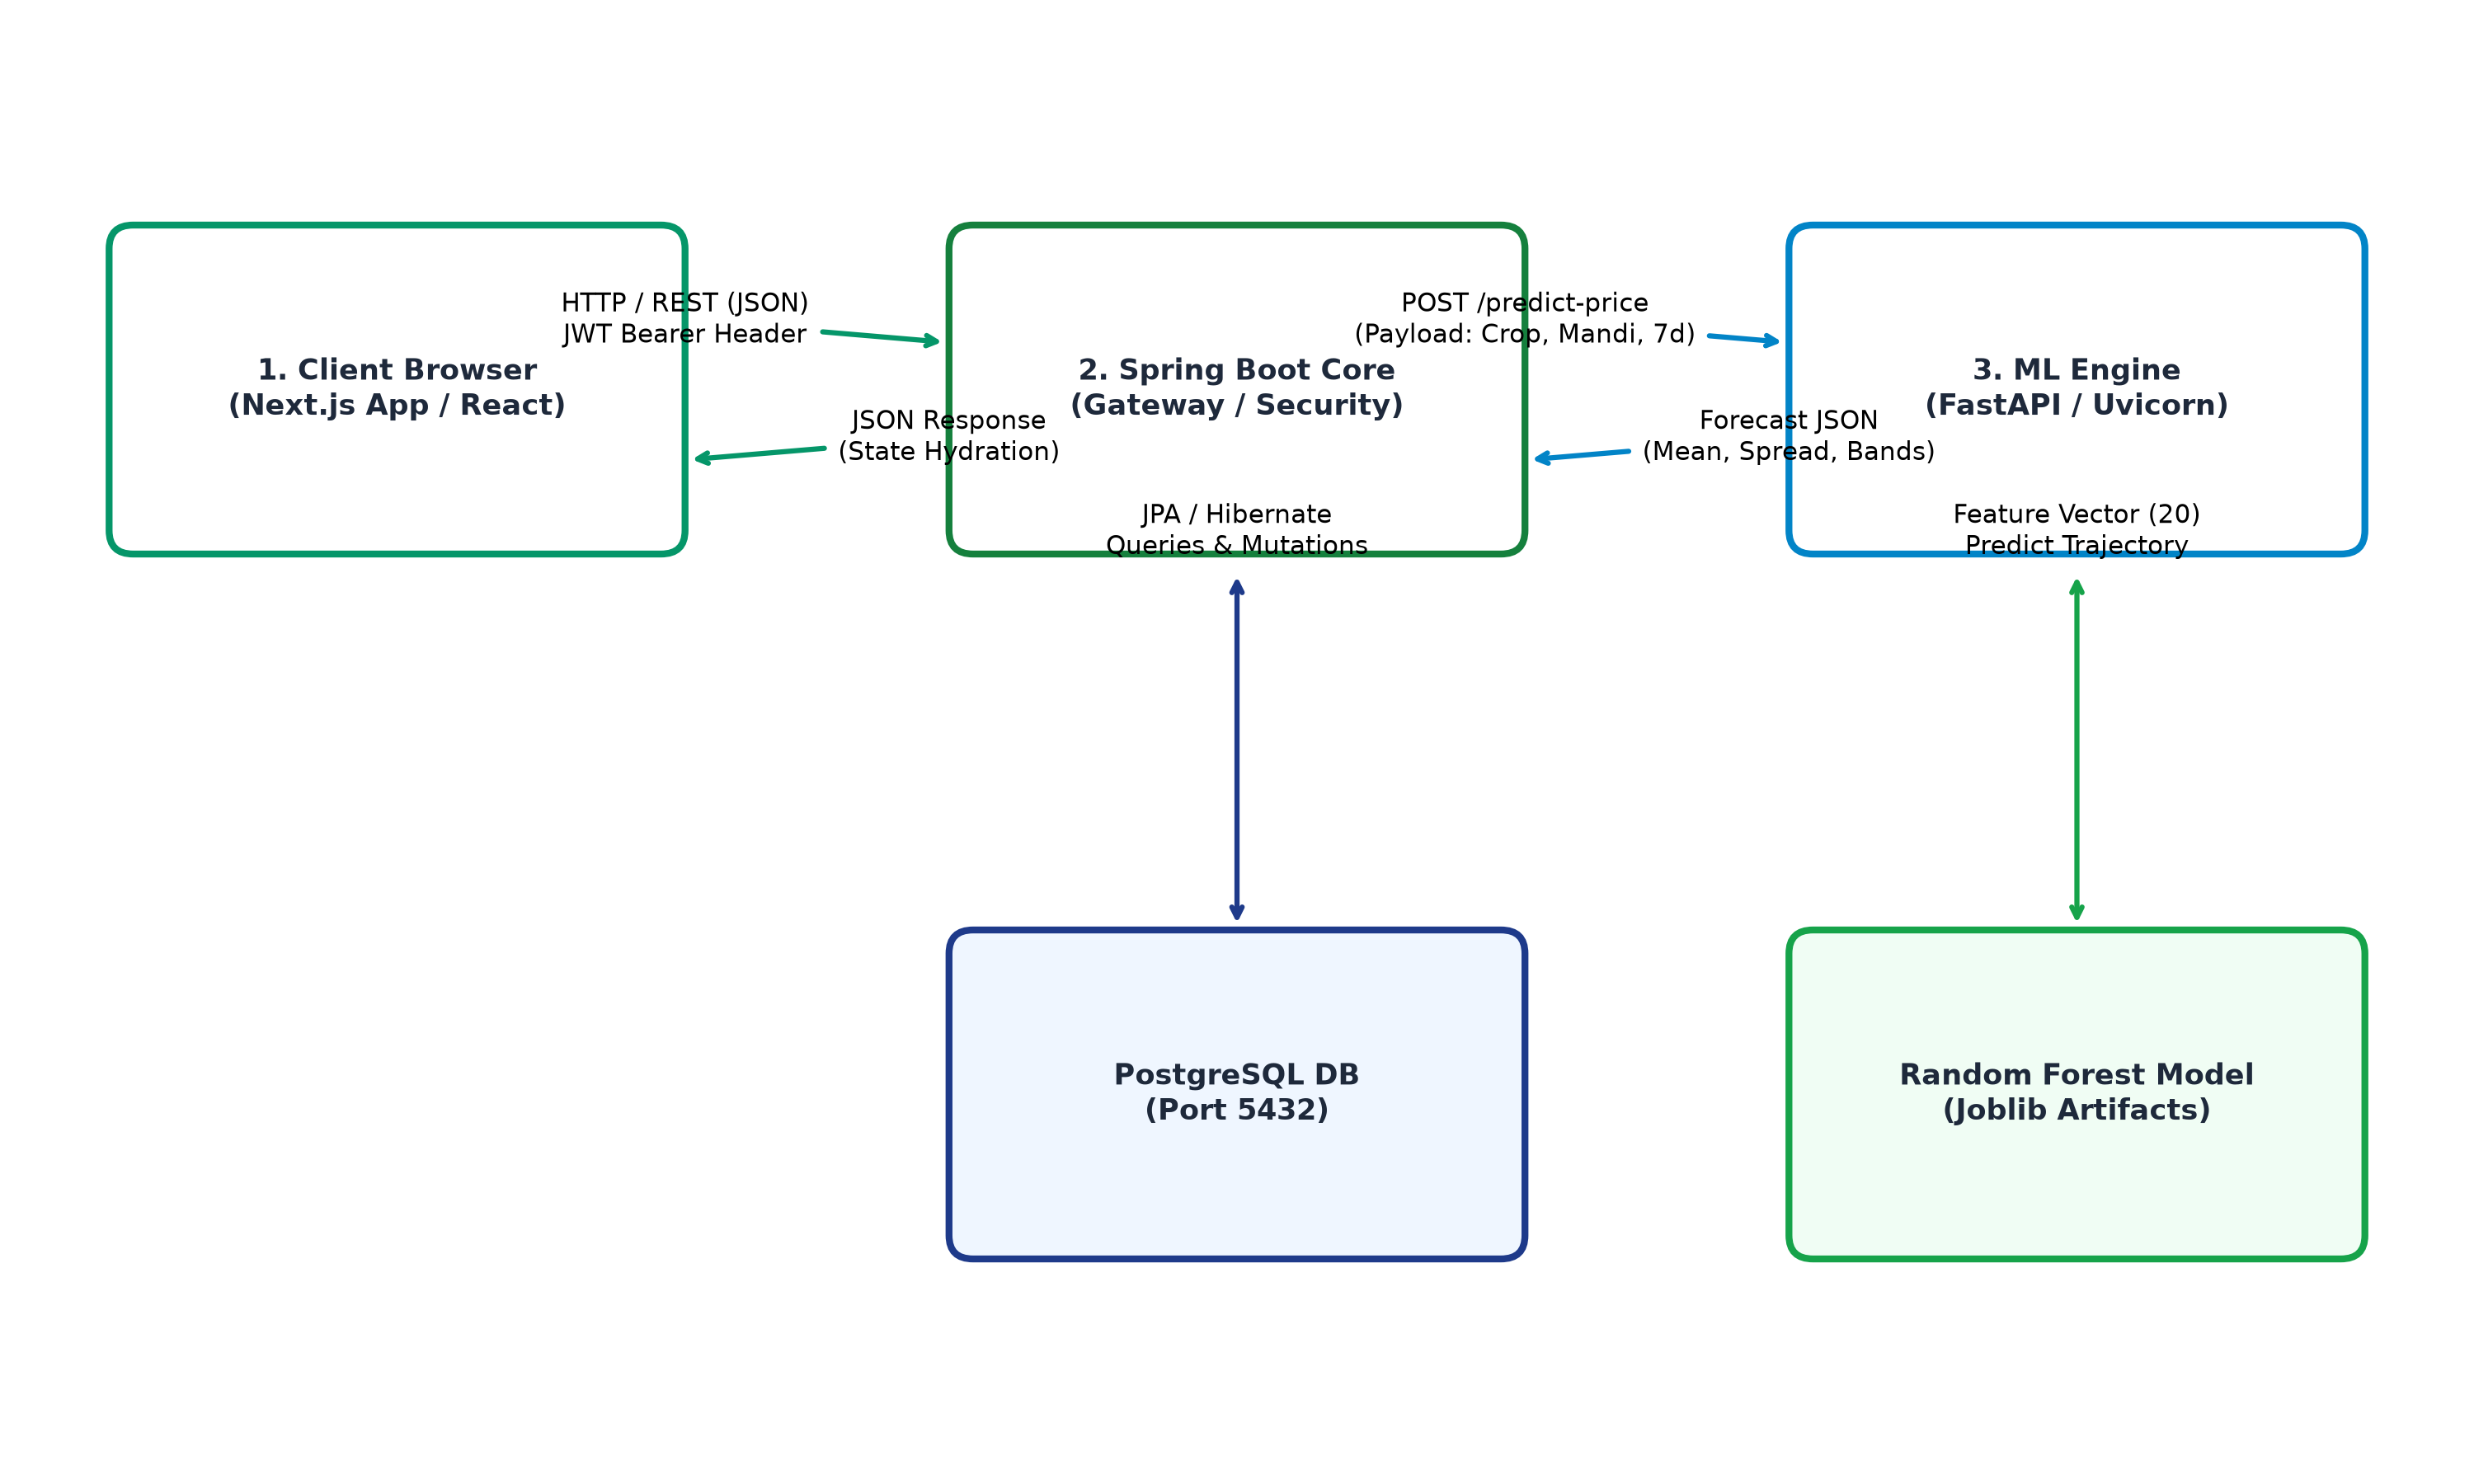 HTTP / REST (JSON)
JWT Bearer Header
1. Client Browser
(Next.js App / React)
JSON Response
(State Hydration)
POST /predict-price
(Payload: Crop, Mandi, 7d)
2. Spring Boot Core
(Gateway / Security)
Forecast JSON
(Mean, Spread, Bands)
JPA / Hibernate
Queries & Mutations
3. ML Engine
(FastAPI / Uvicorn)
Feature Vector (20)
Predict Trajectory
PostgreSQL DB
(Port 5432)
Random Forest Model
(Joblib Artifacts)